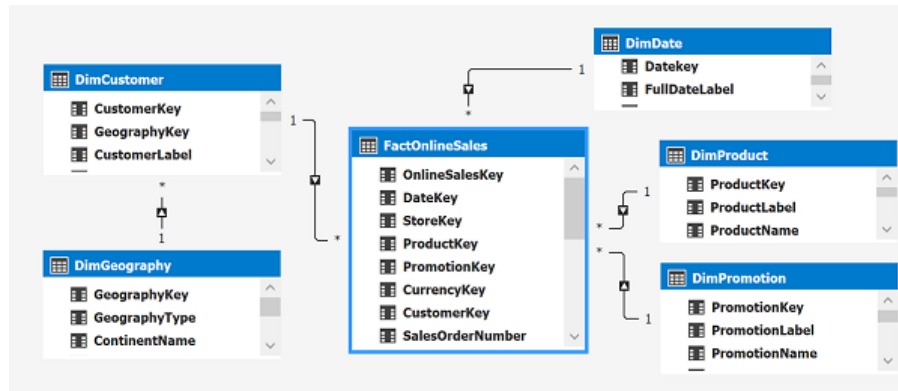 DimCustomer
CustomerKey
GeographyKey
CustomerLabel
1
*
*
1
DimGeography
GeographyKey
GeographyType
ContinentName
FactOnlineSales
OnlineSalesKey
DateKey
StoreKey
ProductKey
PromotionKey
CurrencyKey
CustomerKey
SalesOrderNumber
DimDate
Datekey
FullDateLabel
1
*
DimProduct
ProductKey
ProductLabel
ProductName
1
*
*
1
DimPromotion
PromotionKey
PromotionLabel
PromotionName